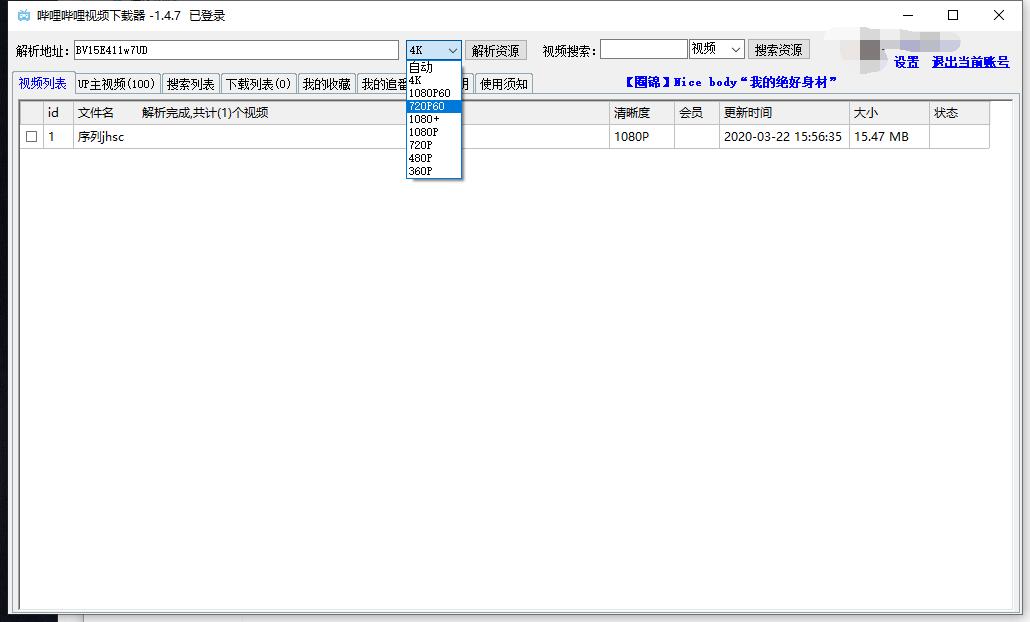 哔哩哔哩视频下载器 -1.4.7 已登录
解析地址: BV15E411w7UD 4K 解析资源 视频搜索: 视频 搜索资源
设置 退出当前账号
视频列表 UP主视频(100) 搜索列表 下载列表(0) 我的收藏 我的追番 使用须知 【圈锦】Nice body“我的绝好身材”
自动
4K
1080P60
720P60
1080+
1080P
720P
480P
360P
id 文件名 解析完成,共计(1)个视频 清晰度 会员 更新时间 大小 状态
1 序列jhsc 1080P 2020-03-22 15:56:35 15.47 MB